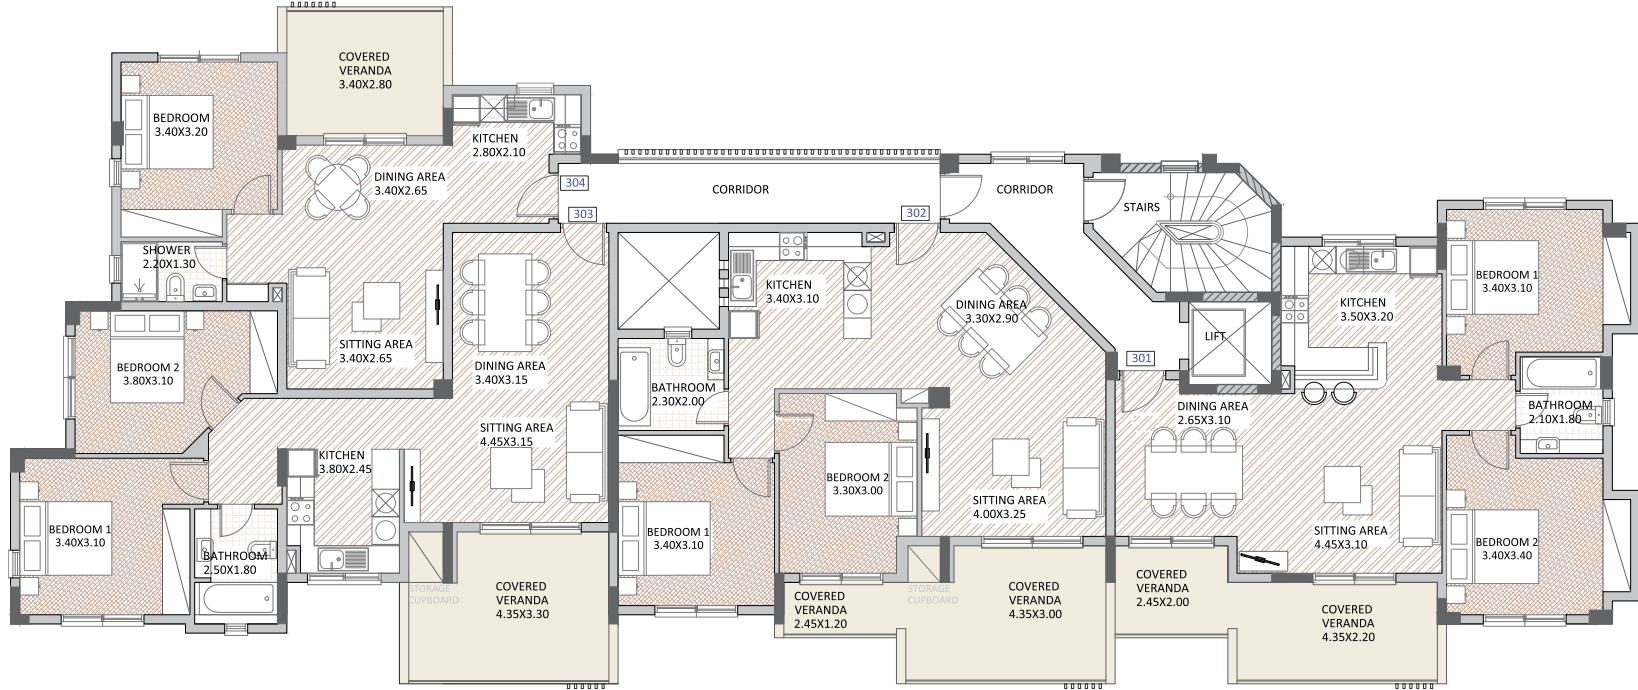 COVERED
VERANDA
3.40X2.80
BEDROOM
3.40X3.20
KITCHEN
2.80X2.10
DINING AREA
3.40X2.65
304
303
CORRIDOR
302
CORRIDOR
STAIRS
SHOWER
2.20X1.30
SITTING AREA
3.40X2.65
BEDROOM 2
3.80X3.10
DINING AREA
3.40X3.15
SITTING AREA
4.45X3.15
KITCHEN
3.80X2.45
BEDROOM 1
3.40X3.10
BATHROOM
2.50X1.80
STORAGE
CUPBOARD
COVERED
VERANDA
4.35X3.30
KITCHEN
3.40X3.10
DINING AREA
3.30X2.90
BATHROOM
2.30X2.00
BEDROOM 2
3.30X3.00
BEDROOM 1
3.40X3.10
SITTING AREA
4.00X3.25
COVERED
VERANDA
2.45X1.20
STORAGE
CUPBOARD
COVERED
VERANDA
4.35X3.00
301
LIFT
KITCHEN
3.50X3.20
BEDROOM 1
3.40X3.10
DINING AREA
2.65X3.10
BATHROOM
2.10X1.80
SITTING AREA
4.45X3.10
BEDROOM 2
3.40X3.40
COVERED
VERANDA
2.45X2.00
COVERED
VERANDA
4.35X2.20